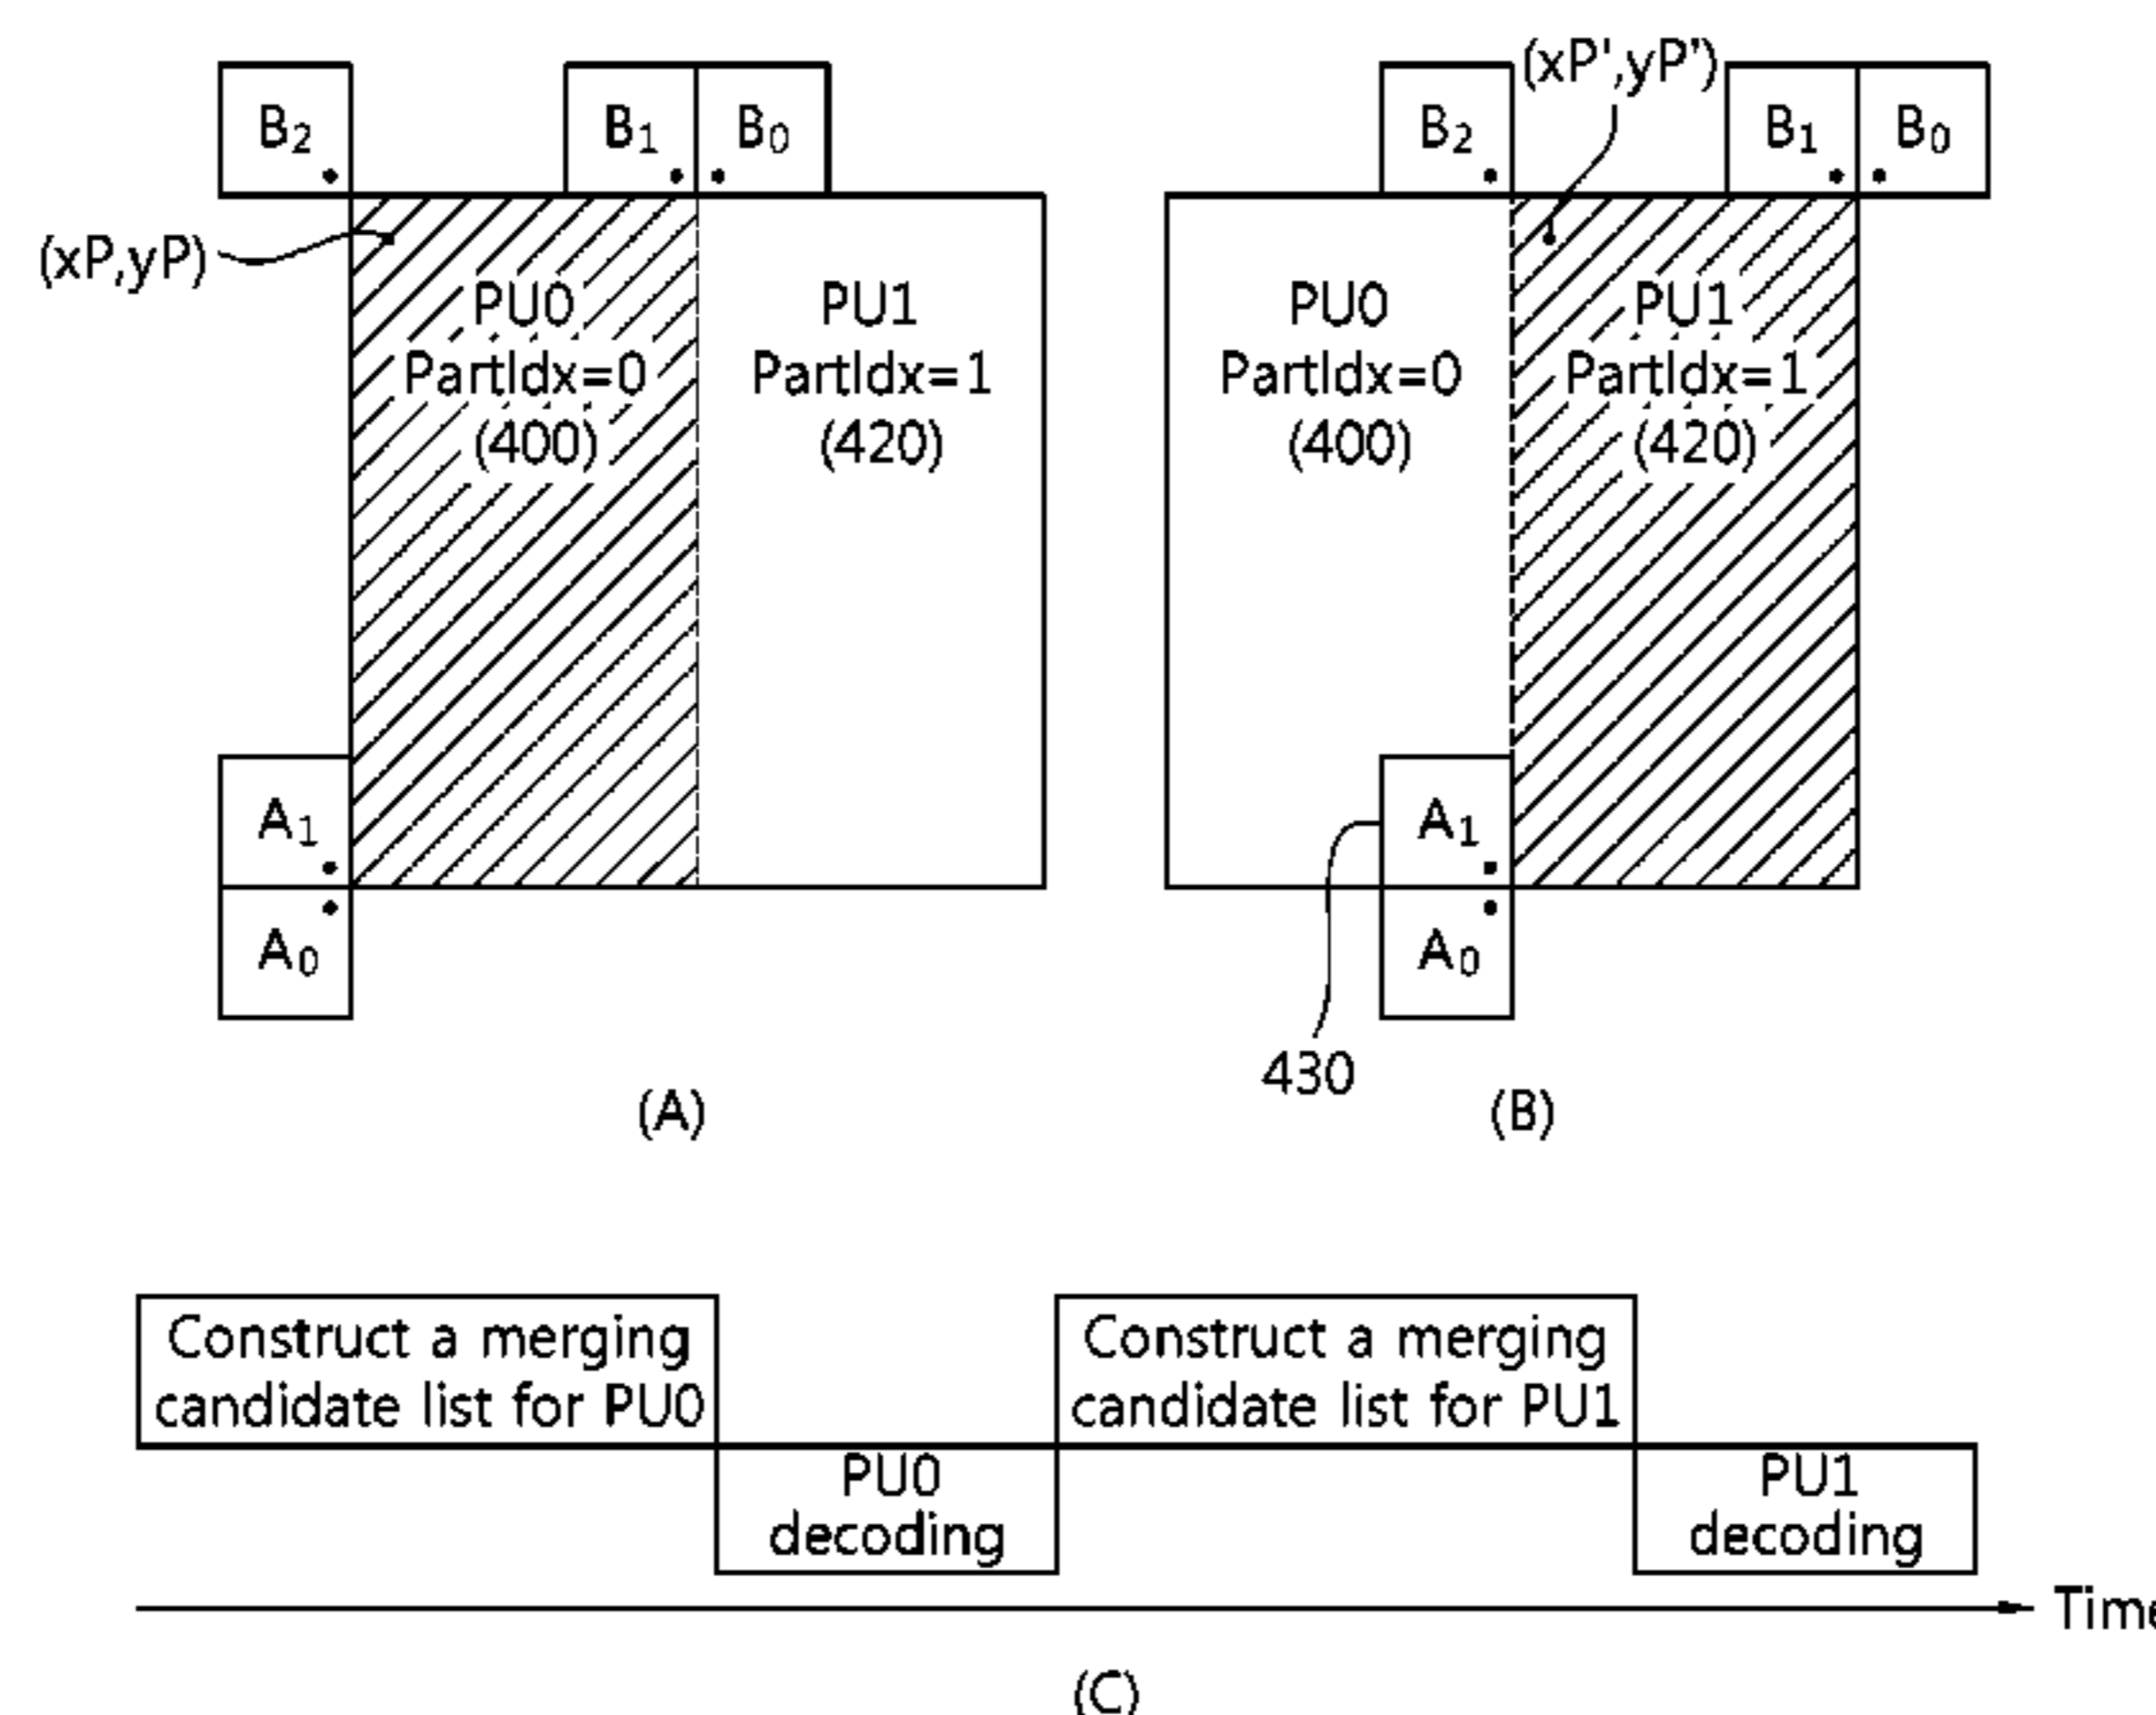 B2
B1
B0
(xP,yP)
PU0
PartIdx=0
(400)
PU1
PartIdx=1
(420)
A1
A0
(A)
B2
(xP',yP')
B1
B0
PU0
PartIdx=0
(400)
PU1
PartIdx=1
(420)
A1
A0
430
(B)
Construct a merging
candidate list for PU0
PU0
decoding
Construct a merging
candidate list for PU1
PU1
decoding
Time
(C)